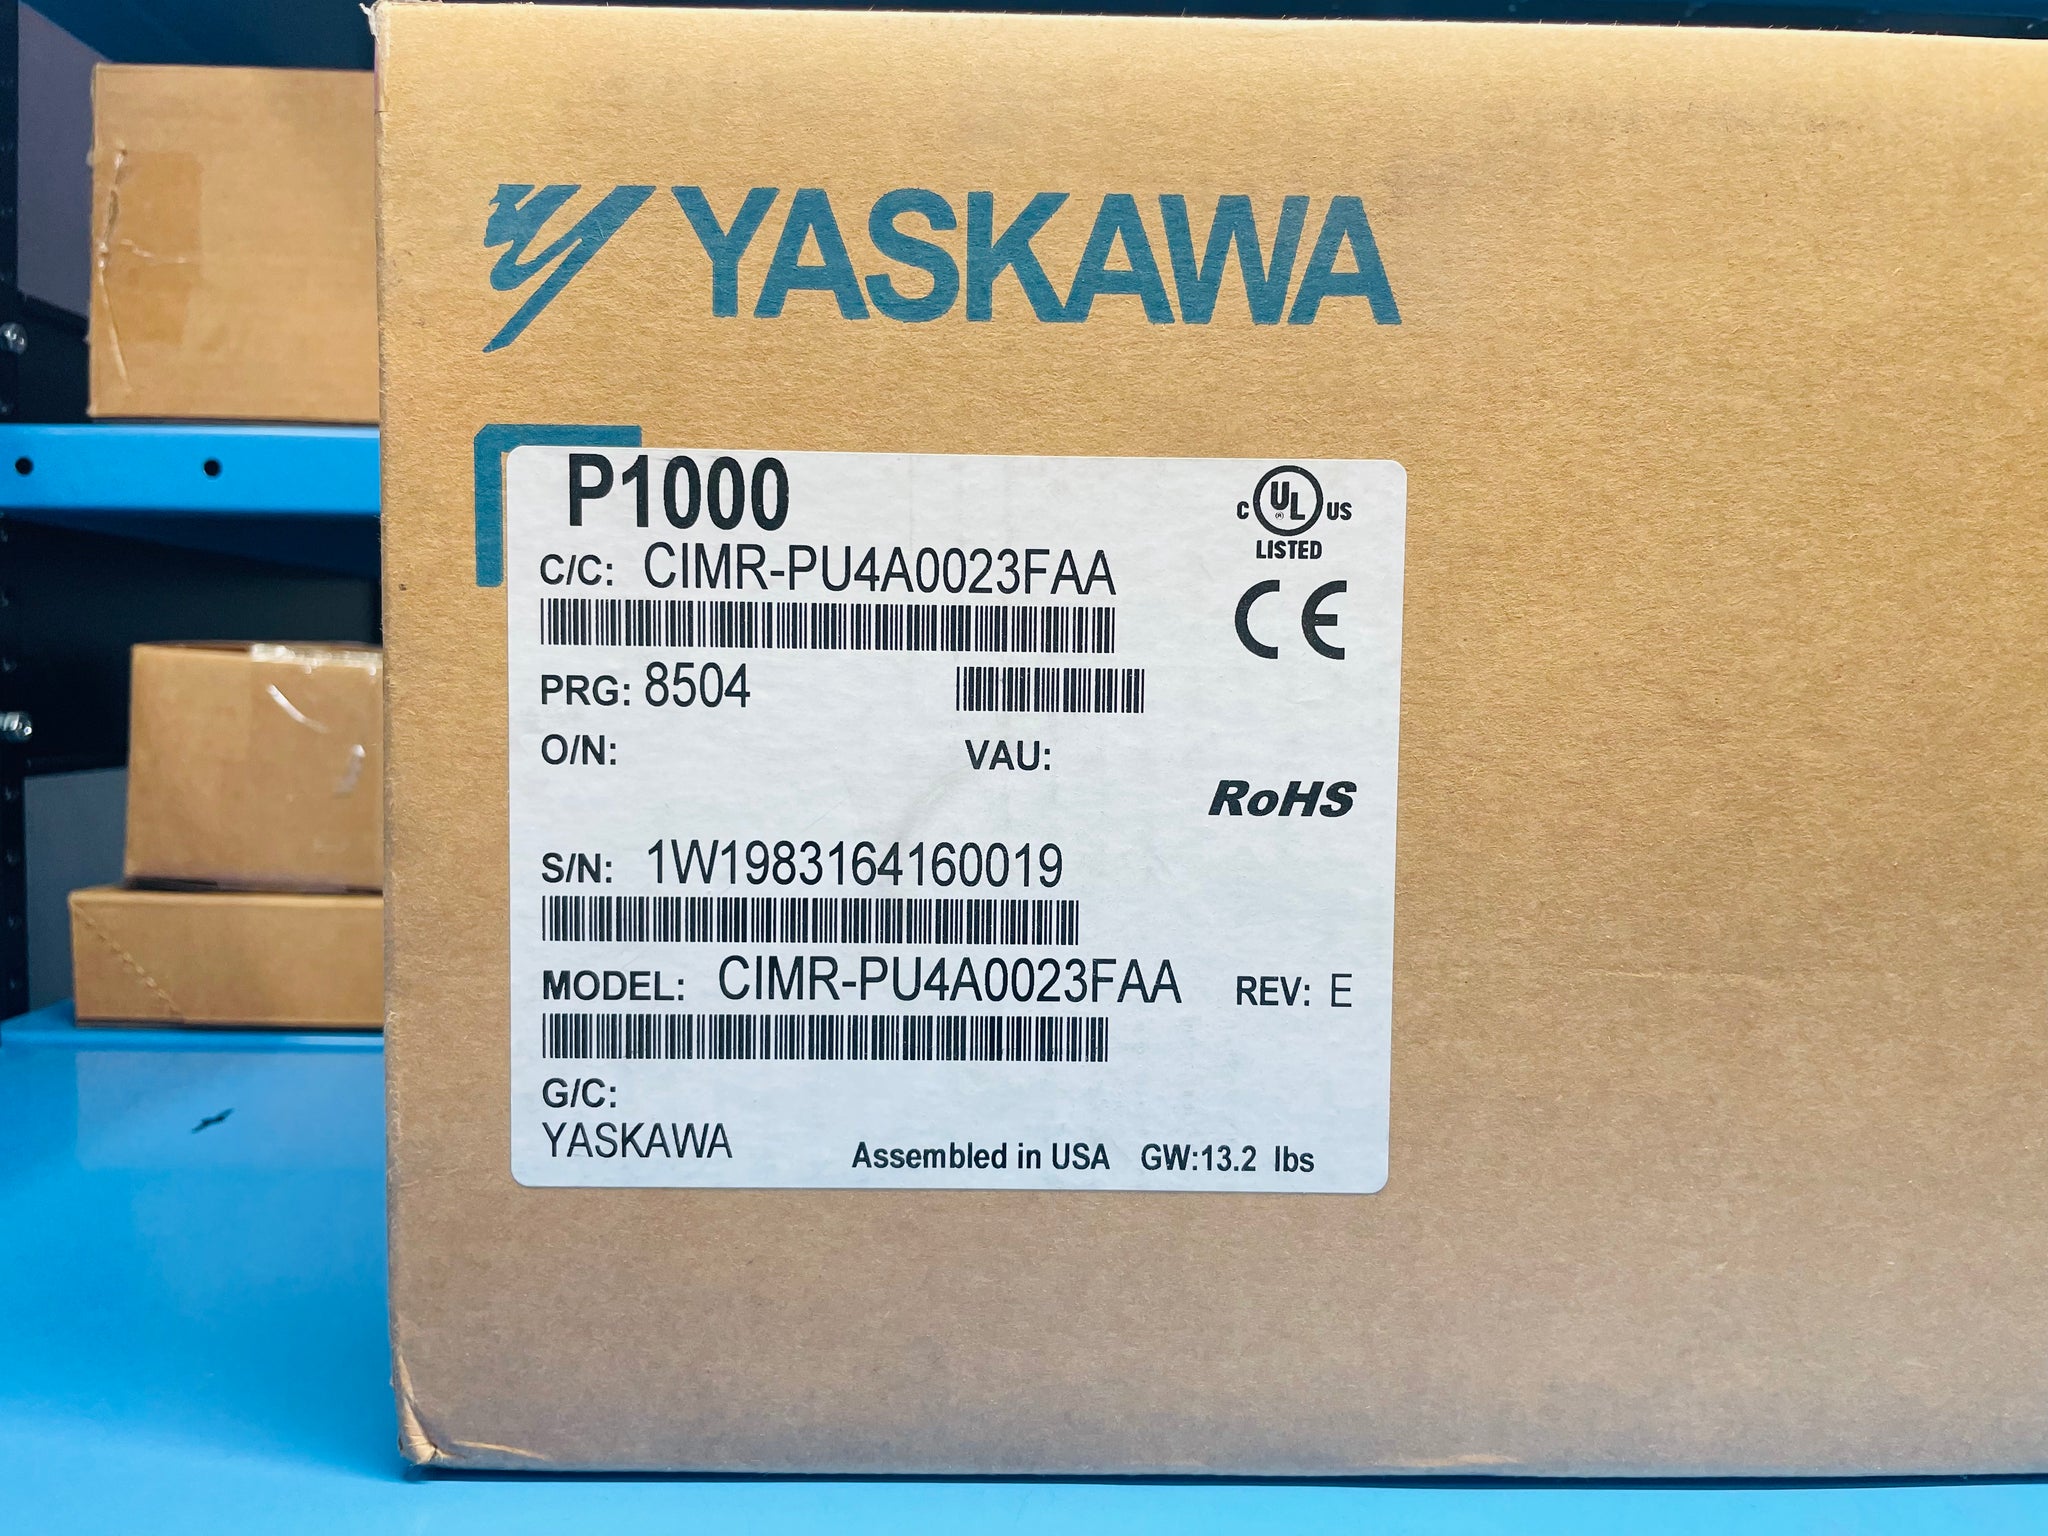 YASKAWA
P1000
C UL ® US
LISTED
C/C: CIMR-PU4A0023FAA
CE
PRG: 8504
O/N: VAU:
RoHS
S/N: 1W1983164160019
MODEL: CIMR-PU4A0023FAA REV: E
G/C:
YASKAWA
Assembled in USA GW:13.2 lbs